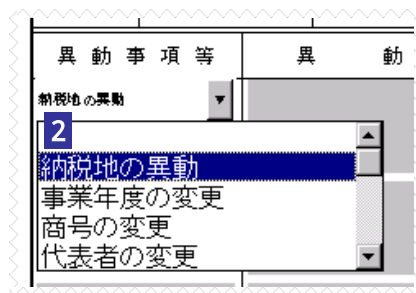 異動事項等
異動
納税地の異動
2
納税地の異動
事業年度の変更
商号の変更
代表者の変更